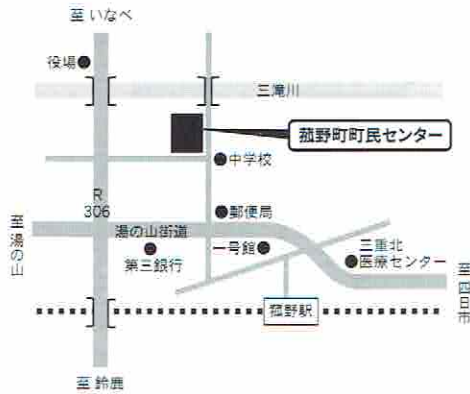 至 いなべ
役場
三滝川
菰野町町民センター
中学校
R
306
郵便局
湯の山街道
至湯の山
一号館
三重北
医療センター
第三銀行
至四日市
菰野駅
至 鈴鹿